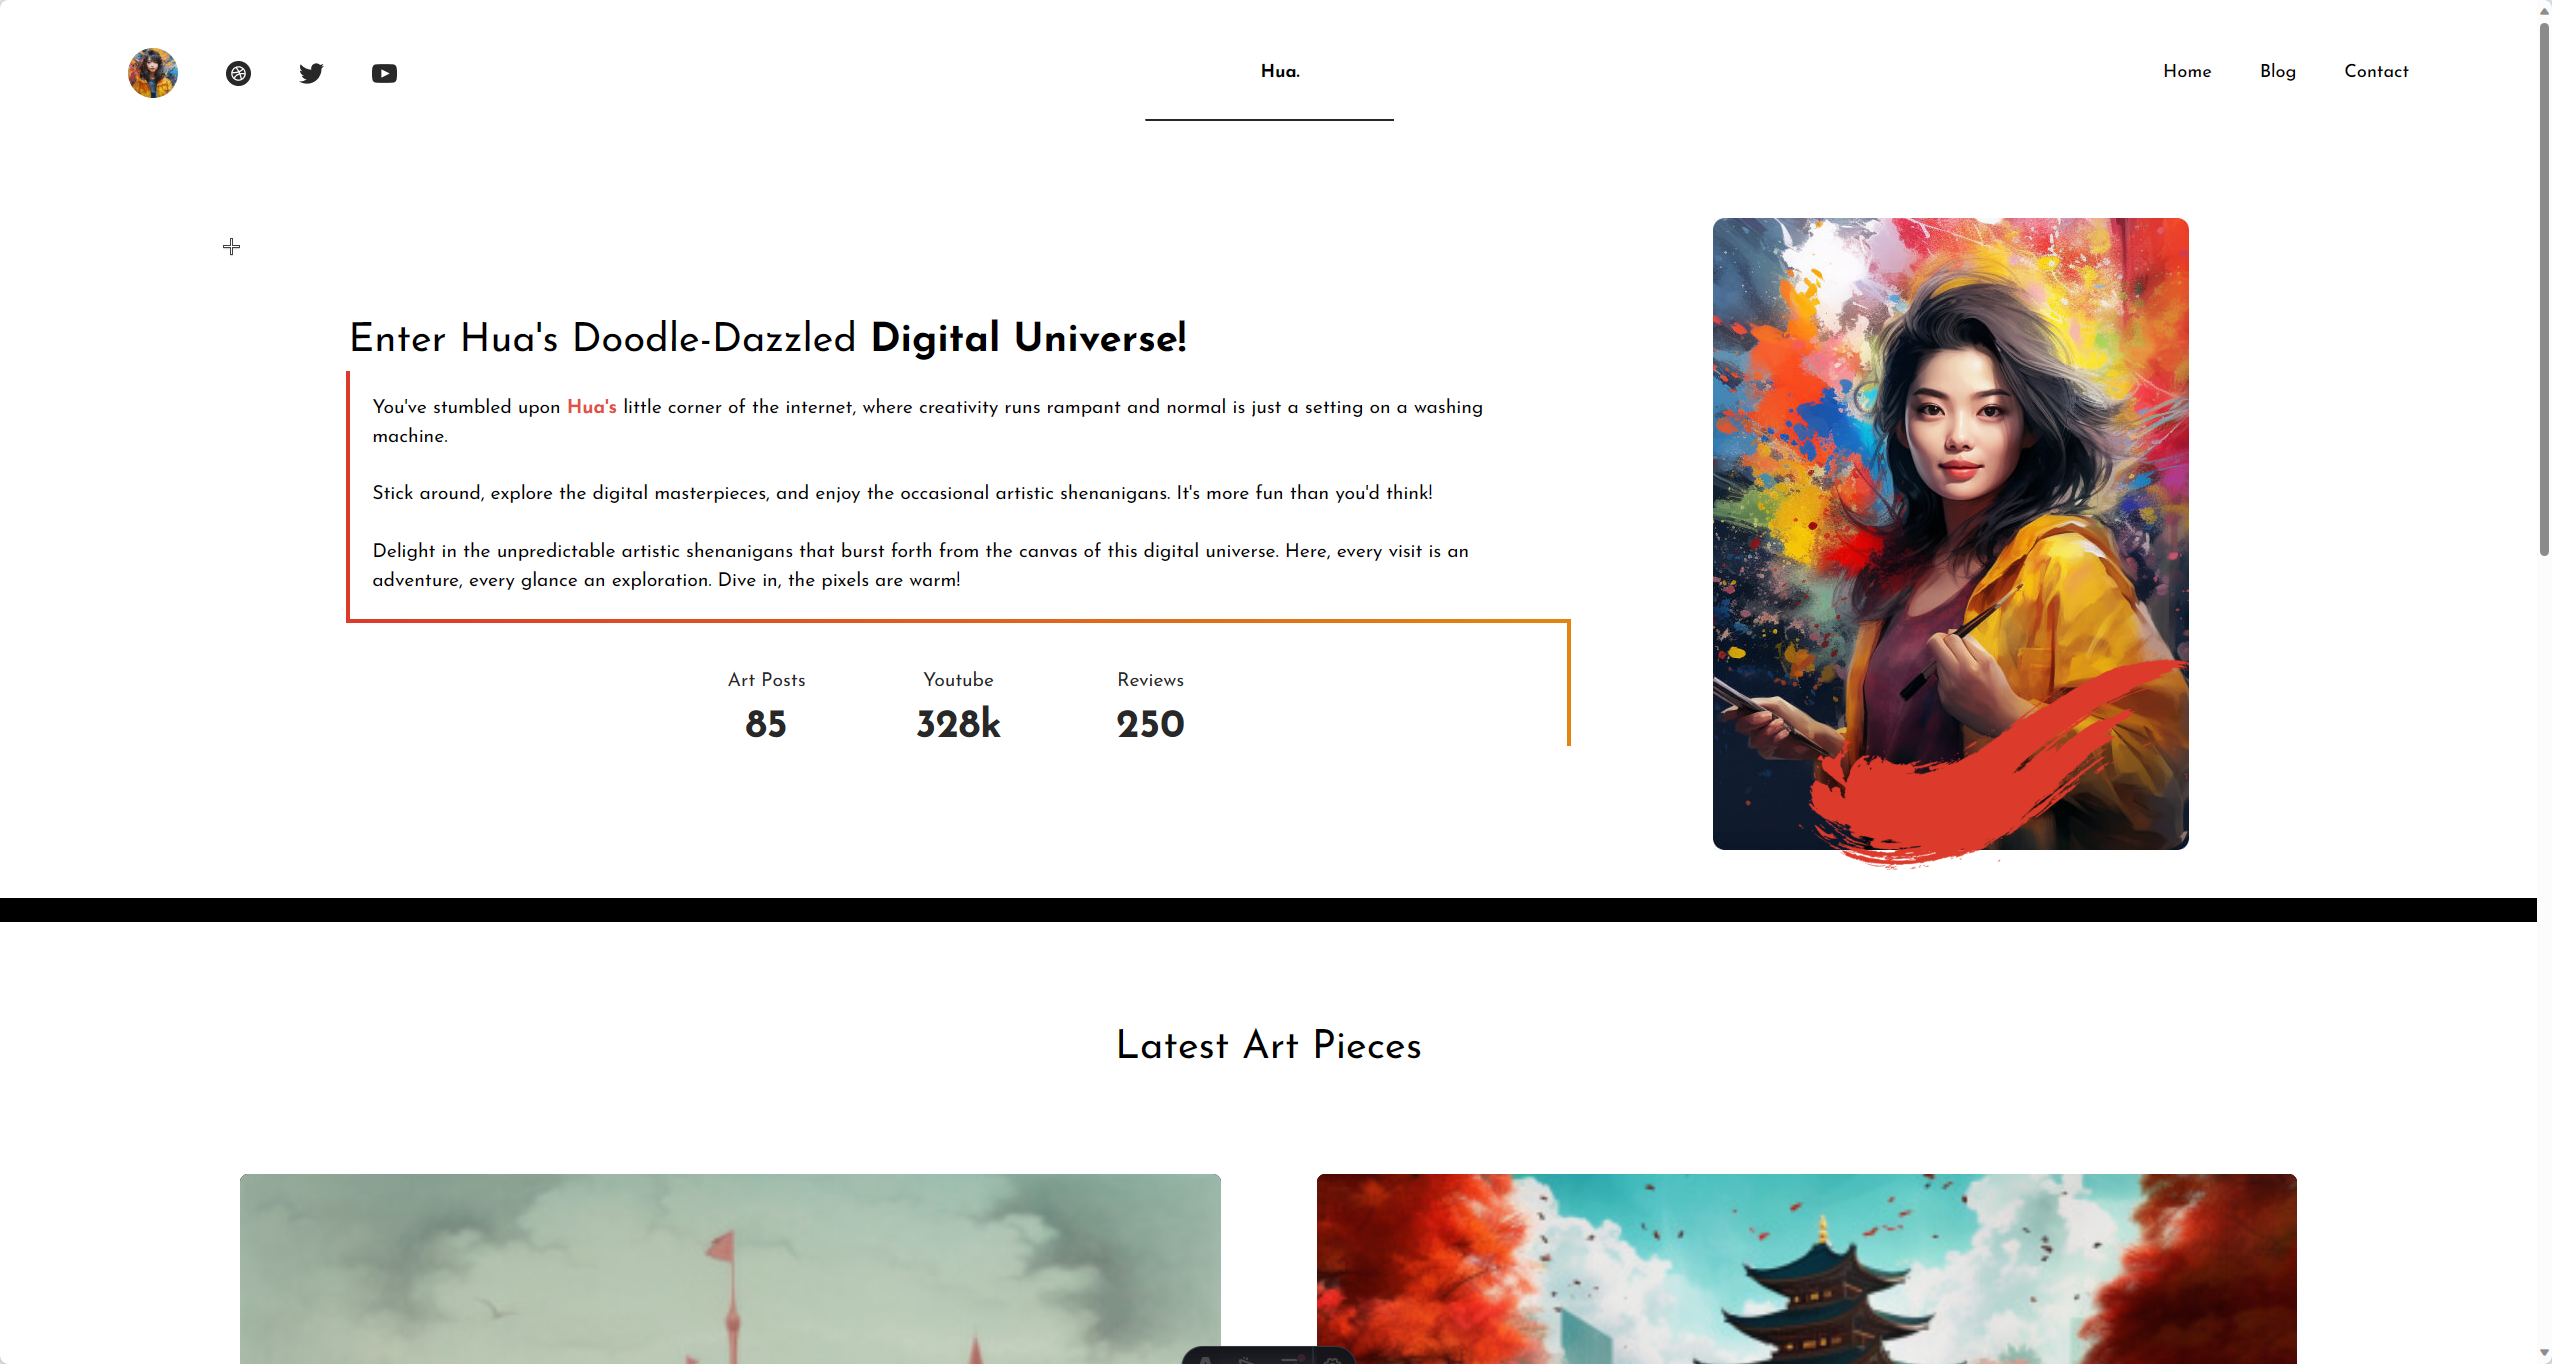 Hua.
Home Blog Contact
Enter Hua's Doodle-Dazzled Digital Universe!
You've stumbled upon Hua's little corner of the internet, where creativity runs rampant and normal is just a setting on a washing
machine.
Stick around, explore the digital masterpieces, and enjoy the occasional artistic shenanigans. It's more fun than you'd think!
Delight in the unpredictable artistic shenanigans that burst forth from the canvas of this digital universe. Here, every visit is an
adventure, every glance an exploration. Dive in, the pixels are warm!
Art Posts Youtube Reviews
85 328k 250
Latest Art Pieces